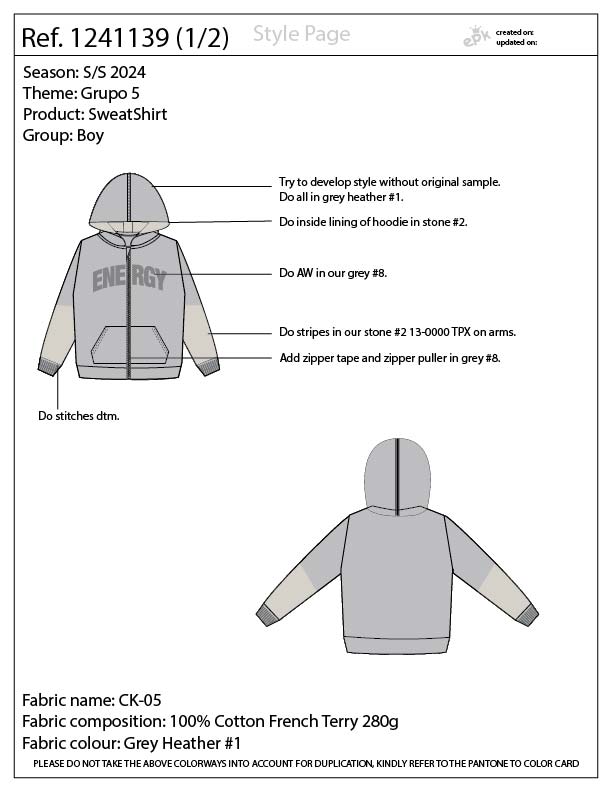 Ref. 1241139 (1/2)
Style Page
epk
created on:
updated on:
Season: S/S 2024
Theme: Grupo 5
Product: SweatShirt
Group: Boy
Try to develop style without original sample.
Do all in grey heather #1.
Do inside lining of hoodie in stone #2.
Do AW in our grey #8.
ENERGY
Do stripes in our stone #2 13-0000 TPX on arms.
Add zipper tape and zipper puller in grey #8.
Do stitches dtm.
Fabric name: CK-05
Fabric composition: 100% Cotton French Terry 280g
Fabric colour: Grey Heather #1
PLEASE DO NOT TAKE THE ABOVE COLORWAYS INTO ACCOUNT FOR DUPLICATION, KINDLY REFER TO THE PANTONE TO COLOR CARD